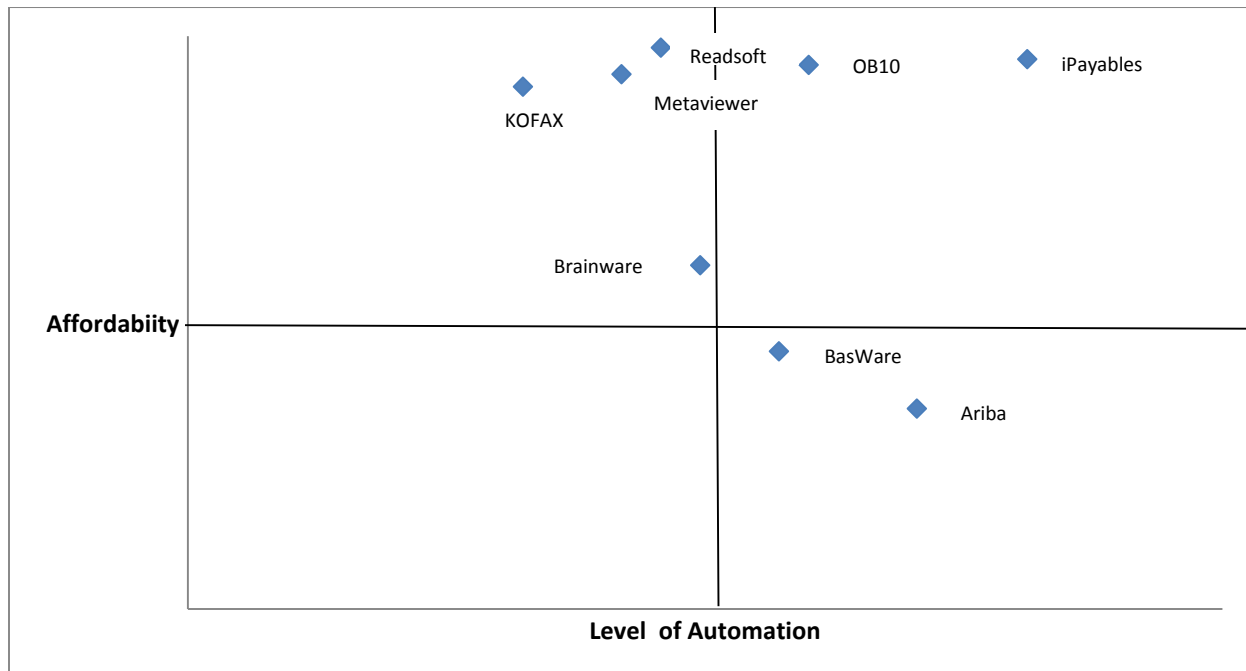 Readsoft
OB10
iPayables
Metaviewer
KOFAX
Brainware
Affordabiity
BasWare
Ariba
Level of Automation